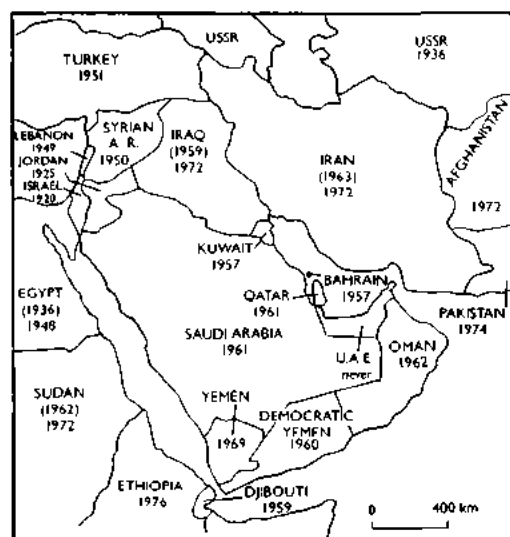 USSR
USSR
1936
TURKEY
1951
LEBANON
1949
JORDAN
1925
ISRAEL
1920
SYRIAN
A. R.
1950
IRAQ
(1959)
1972
IRAN
(1963)
1972
AFGHANISTAN
1972
KUWAIT
1957
BAHRAIN
1957
QATAR
1961
PAKISTAN
1974
EGYPT
(1936)
1948
SAUDI ARABIA
1961
U.A.E
never
OMAN
1962
SUDAN
(1962)
1972
YEMEN
1969
DEMOCRATIC
YEMEN
1960
ETHIOPIA
1976
DJIBOUTI
1959
0 400 km